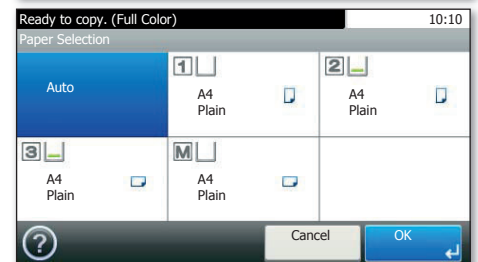 Ready to copy. (Full Color) 10:10
Paper Selection
Auto
1
A4
Plain
2
A4
Plain
3
A4
Plain
M
A4
Plain
?
Cancel
OK